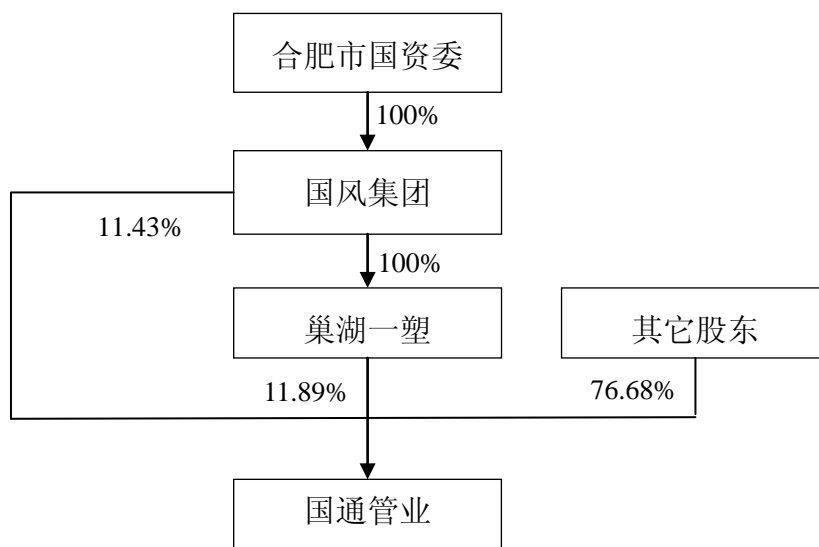 合肥市国资委
100%
国风集团
11.43%
100%
巢湖一塑
其它股东
11.89%
76.68%
国通管业